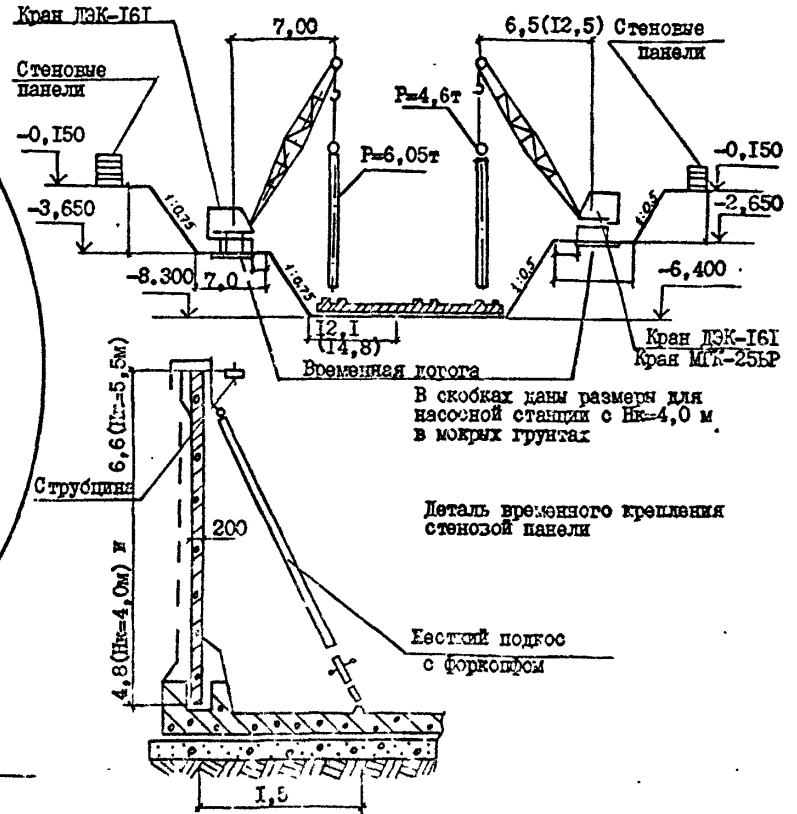 Кран ДЭК-161
7,00
6,5(12,5)
Стеновые
панели
Стеновые
панели
Р=4,6т
Р=6,05т
-0,150
-0,150
1:0.75
1:0.5
-3,650
-2,650
-8.300
7,0
1:0.75
1:0.5
-6,400
12,1
(14,8)
Временная дорога
Кран ДЭК-161
Кран МГК-25БР
В скобках даны размеры для
насосной станции с Нк=4,0 м
в мокрых грунтах
4,8(Нк=4,0м) и 6,6(Нк=5,5м)
Струбцина
200
Деталь временного крепления
стеновой панели
Жесткий подкос
с форкопфом
1,5